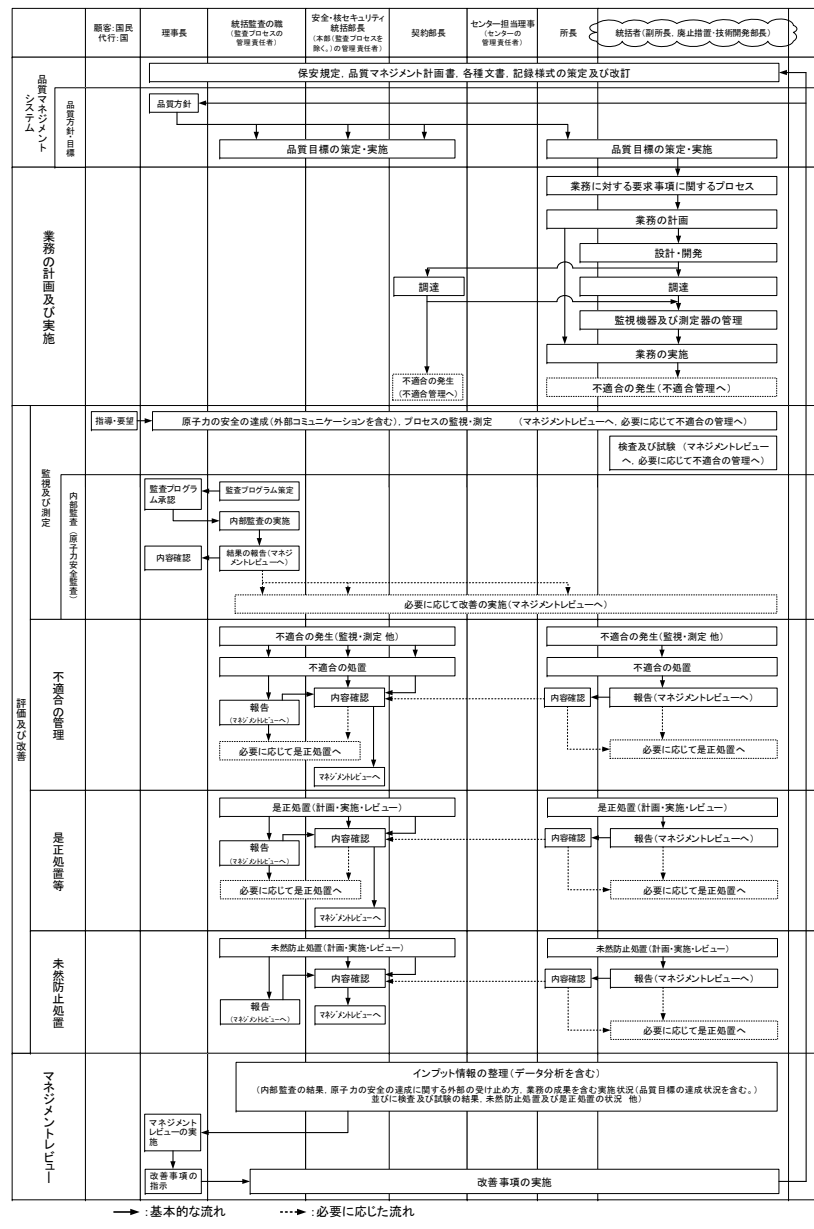 顧客:国民
代行:国
理事長
統括監査の職
(監査プロセスの
管理責任者)
安全・核セキュリティ
統括部長
(本部(監査プロセスを
除く。)の管理責任者)
契約部長
センター担当理事
(センターの
管理責任者)
所長
統括者(副所長, 廃止措置・技術開発部長)
品質マネジメント
システム
保安規定, 品質マネジメント計画書, 各種文書, 記録様式の策定及び改訂
品質方針・目標
品質方針
品質目標の策定・実施
品質目標の策定・実施
業務の計画及び実施
業務に対する要求事項に関するプロセス
業務の計画
設計・開発
調達
調達
監視機器及び測定器の管理
業務の実施
不適合の発生
(不適合管理へ)
不適合の発生(不適合管理へ)
評価及び改善
監視及び測定
指導・要望
原子力の安全の達成(外部コミュニケーションを含む), プロセスの監視・測定 (マネジメントレビューへ, 必要に応じて不適合の管理へ)
検査及び試験 (マネジメントレビュー
へ, 必要に応じて不適合の管理へ)
内部監査(原子力安全監査)
監査プログラ
ム承認
監査プログラム策定
内部監査の実施
内容確認
結果の報告(マネジ
メントレビューへ)
必要に応じて改善の実施(マネジメントレビューへ)
不適合の管理
不適合の発生(監視・測定 他)
不適合の発生(監視・測定 他)
不適合の処置
不適合の処置
報告
(マネジメントレビューへ)
内容確認
内容確認
報告(マネジメントレビューへ)
必要に応じて是正処置へ
必要に応じて是正処置へ
マネジメントレビューへ
是正処置等
是正処置(計画・実施・レビュー)
是正処置(計画・実施・レビュー)
報告
(マネジメントレビューへ)
内容確認
内容確認
報告(マネジメントレビューへ)
必要に応じて是正処置へ
必要に応じて是正処置へ
マネジメントレビューへ
未然防止処置
未然防止処置(計画・実施・レビュー)
未然防止処置(計画・実施・レビュー)
報告
(マネジメントレビューへ)
内容確認
内容確認
報告(マネジメントレビューへ)
マネジメントレビューへ
必要に応じて是正処置へ
マネジメントレビュー
インプット情報の整理(データ分析を含む)
(内部監査の結果, 原子力の安全の達成に関する外部の受け止め方, 業務の成果を含む実施状況(品質目標の達成状況を含む。)
並びに検査及び試験の結果, 未然防止処置及び是正処置の状況 他)
マネジメント
レビューの実
施
改善事項の
指示
改善事項の実施
:基本的な流れ
:必要に応じた流れ